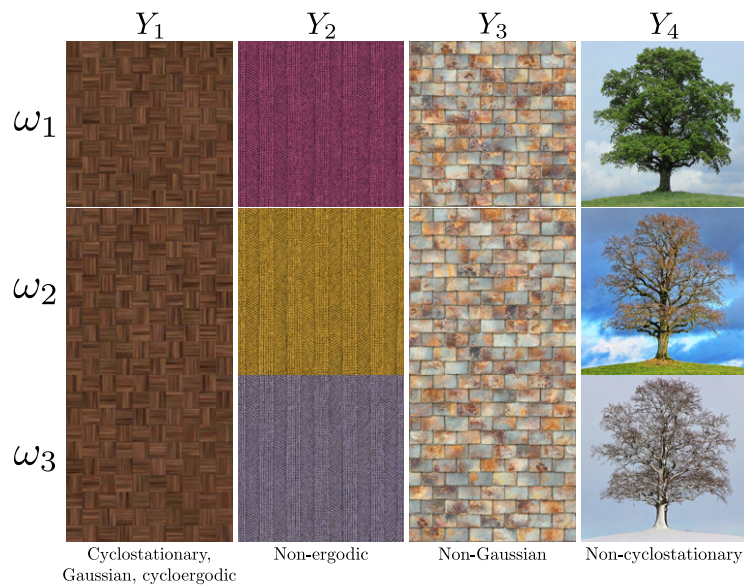 Y₁ Y₂ Y₃ Y₄
ω₁
ω₂
ω₃
Cyclostationary, Gaussian, cycloergodic
Non-ergodic
Non-Gaussian
Non-cyclostationary